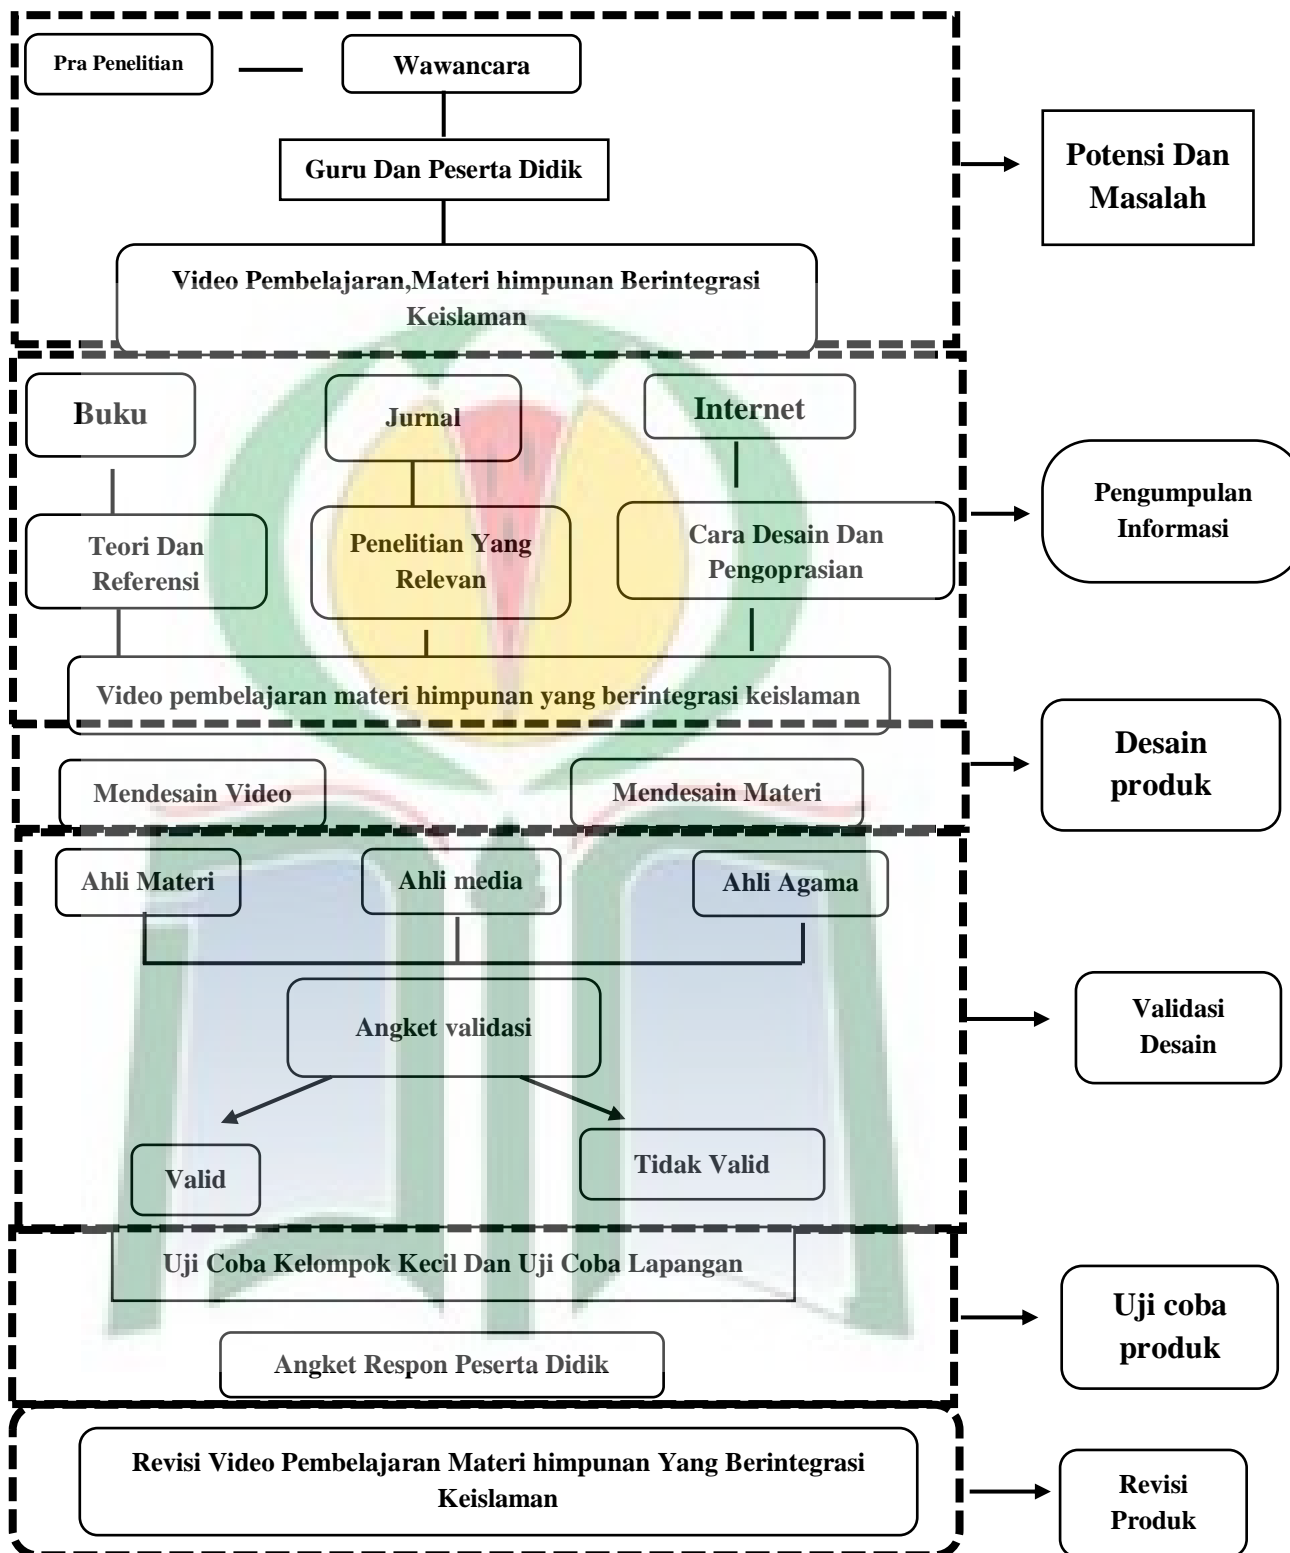 Pra Penelitian
Wawancara
Guru Dan Peserta Didik
Video Pembelajaran,Materi himpunan Berintegrasi
Keislaman
Potensi Dan
Masalah
Buku
Jurnal
Internet
Teori Dan
Referensi
Penelitian Yang
Relevan
Cara Desain Dan
Pengoprasian
Video pembelajaran materi himpunan yang berintegrasi keislaman
Pengumpulan
Informasi
Mendesain Video
Mendesain Materi
Desain
produk
Ahli Materi
Ahli media
Ahli Agama
Angket validasi
Valid
Tidak Valid
Validasi
Desain
Uji Coba Kelompok Kecil Dan Uji Coba Lapangan
Angket Respon Peserta Didik
Uji coba
produk
Revisi Video Pembelajaran Materi himpunan Yang Berintegrasi
Keislaman
Revisi
Produk